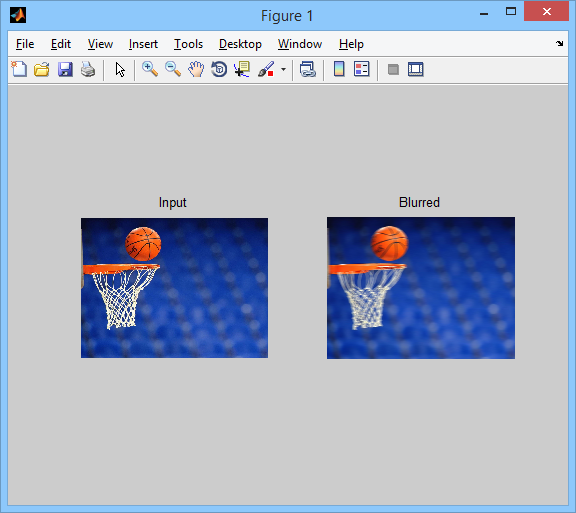 Figure 1
File Edit View Insert Tools Desktop Window Help
Input Blurred